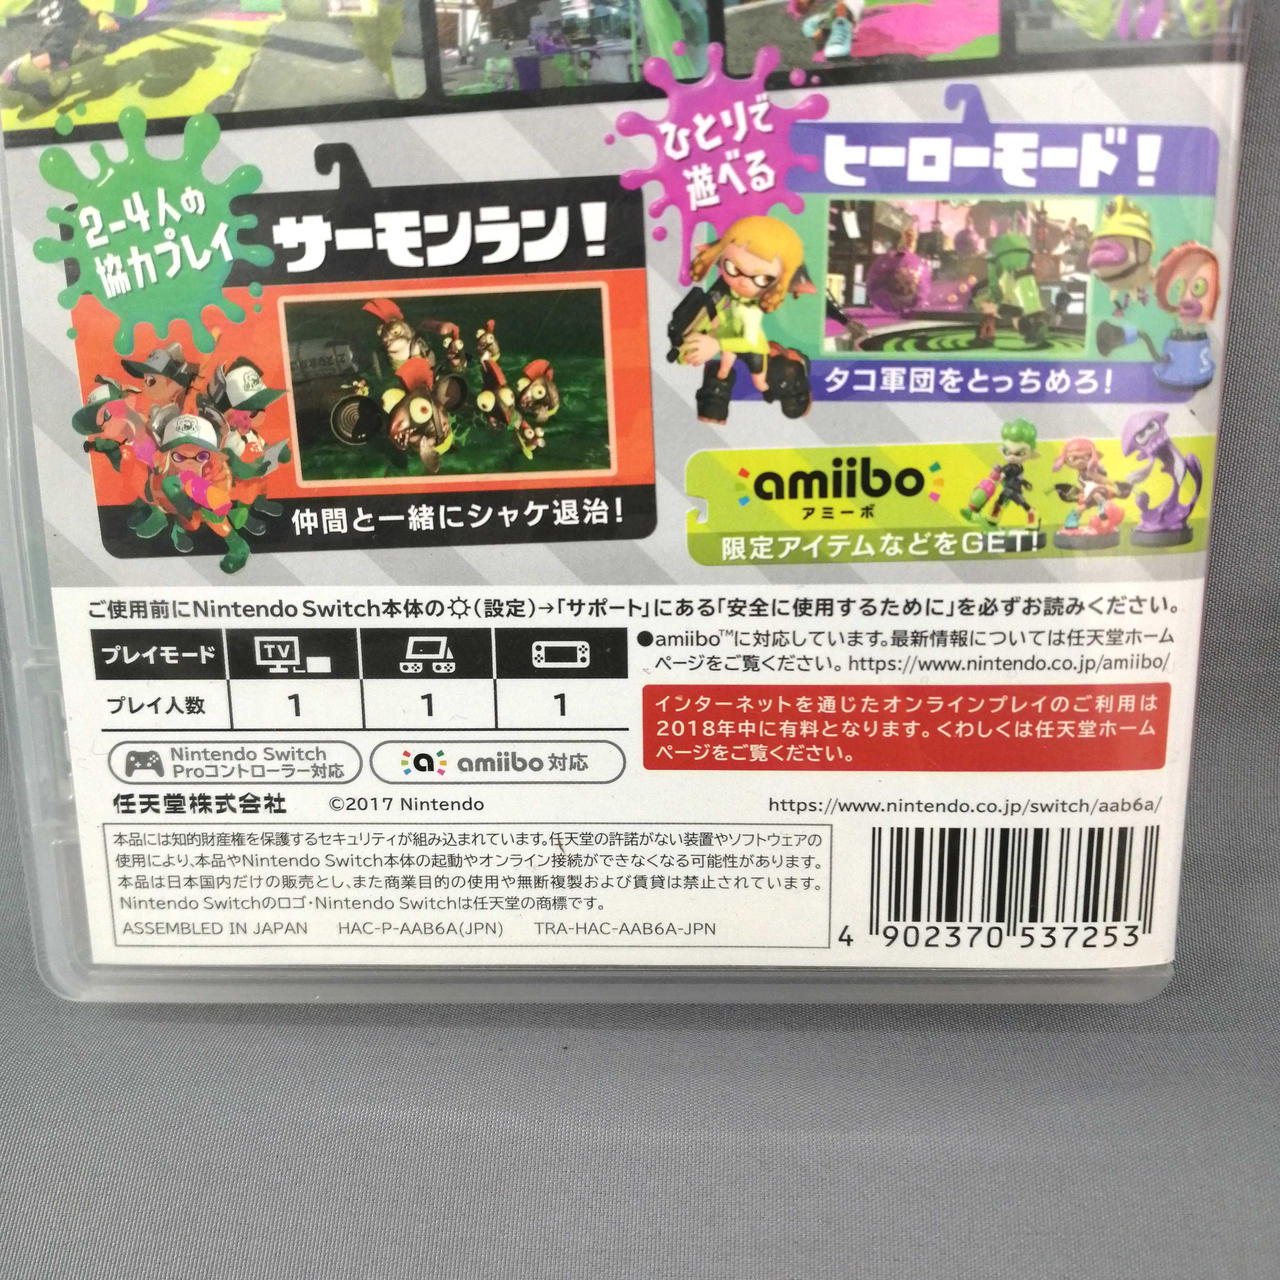 2-4人の
協力プレイ
サーモンラン!
仲間と一緒にシャケ退治!
ひとりで
遊べる
ヒーローモード!
タコ軍団をとっちめろ!
amiibo
アミーボ
限定アイテムなどをGET!
ご使用前にNintendo Switch本体の(設定)→「サポート」にある「安全に使用するために」を必ずお読みください。
プレイモード TV
プレイ人数 1 1 1
●amiibo™に対応しています。最新情報については任天堂ホーム
ページをご覧ください。https://www.nintendo.co.jp/amiibo/
インターネットを通じたオンラインプレイのご利用は
2018年中に有料となります。くわしくは任天堂ホーム
ページをご覧ください。
Nintendo Switch
Proコントローラー対応
a amiibo 対応
任天堂株式会社 ©2017 Nintendo
https://www.nintendo.co.jp/switch/aab6a/
本品には知的財産権を保護するセキュリティが組み込まれています。任天堂の許諾がない装置やソフトウェアの
使用により、本品やNintendo Switch本体の起動やオンライン接続ができなくなる可能性があります。
本品は日本国内だけの販売とし、また商業目的の使用や無断複製および賃貸は禁止されています。
Nintendo Switchのロゴ・Nintendo Switchは任天堂の商標です。
ASSEMBLED IN JAPAN HAC-P-AAB6A(JPN) TRA-HAC-AAB6A-JPN
4 902370 537253